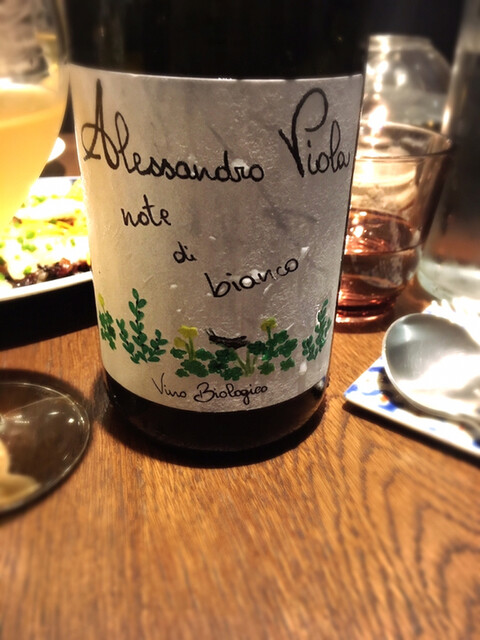 Alessandro Viola
note
di
bianco
Vino Biologico